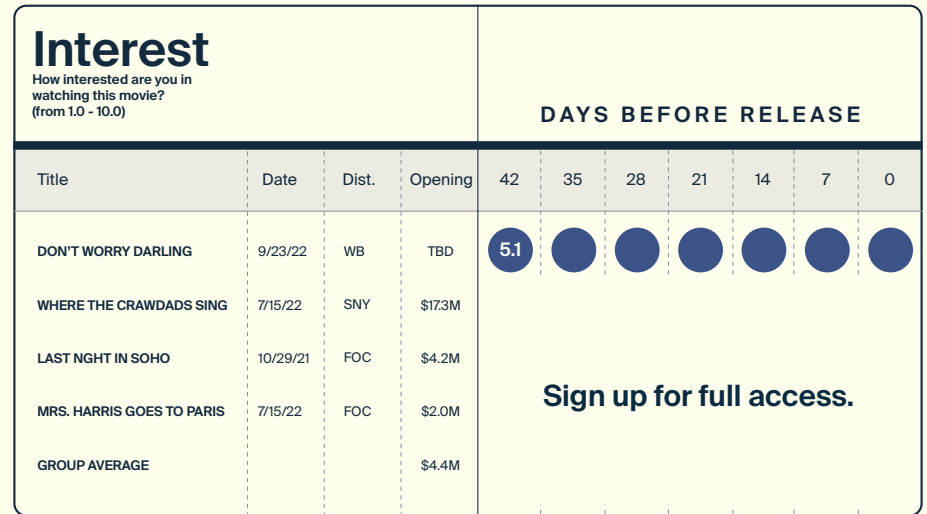 Interest
How interested are you in
watching this movie?
(from 1.0 - 10.0)
DAYS BEFORE RELEASE
Title Date Dist. Opening 42 35 28 21 14 7 0
DON'T WORRY DARLING 9/23/22 WB TBD 5.1
WHERE THE CRAWDADS SING 7/15/22 SNY $17.3M
LAST NGHT IN SOHO 10/29/21 FOC $4.2M
Sign up for full access.
MRS. HARRIS GOES TO PARIS 7/15/22 FOC $2.0M
GROUP AVERAGE $4.4M